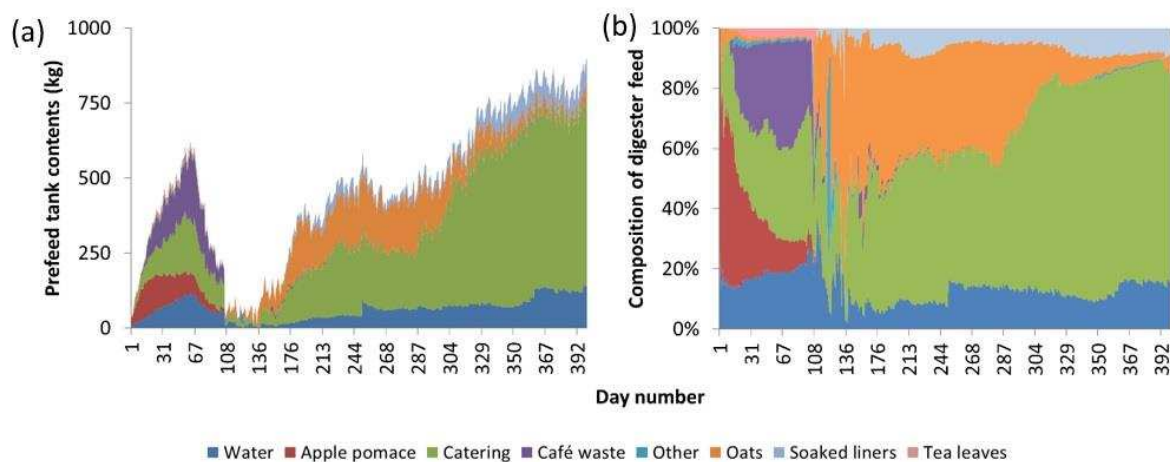 (a)
Prefeed tank contents (kg)
1000
750
500
250
0
1 31 67 108 136 176 213 244 268 287 304 329 350 367 392
(b)
Composition of digester feed
100%
80%
60%
40%
20%
0%
1 31 67 108 136 176 213 244 268 287 304 329 350 367 392
Day number
Water Apple pomace Catering Café waste Other Oats Soaked liners Tea leaves